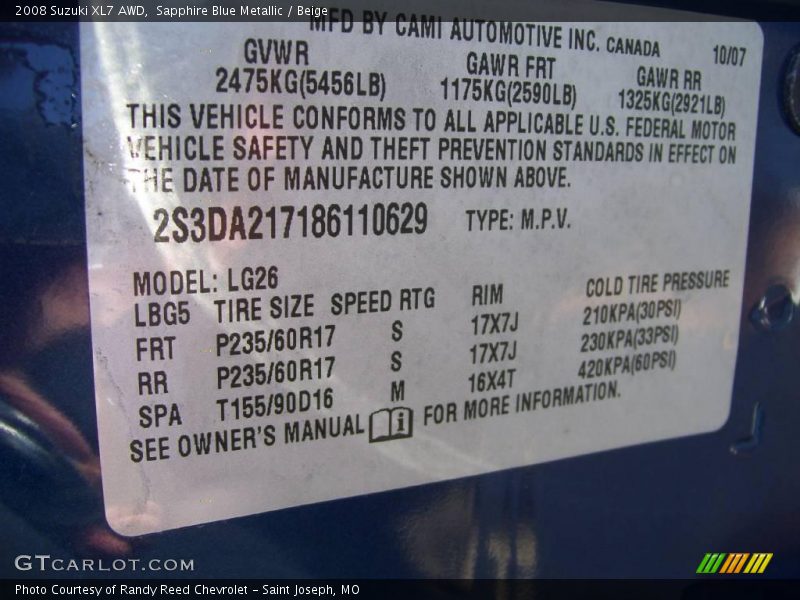 2008 Suzuki XL7 AWD,  Sapphire Blue Metallic / Beige
MFD BY CAMI AUTOMOTIVE INC. CANADA 10/07
GVWR GAWR FRT GAWR RR
2475KG(5456LB) 1175KG(2590LB) 1325KG(2921LB)
THIS VEHICLE CONFORMS TO ALL APPLICABLE U.S. FEDERAL MOTOR
VEHICLE SAFETY AND THEFT PREVENTION STANDARDS IN EFFECT ON
THE DATE OF MANUFACTURE SHOWN ABOVE.
2S3DA217186110629 TYPE: M.P.V.
MODEL: LG26
LBG5 TIRE SIZE SPEED RTG RIM COLD TIRE PRESSURE
FRT P235/60R17 S 17X7J 210KPA(30PSI)
RR P235/60R17 S 17X7J 230KPA(33PSI)
SPA T155/90D16 M 16X4T 420KPA(60PSI)
SEE OWNER'S MANUAL i FOR MORE INFORMATION.
GTCARLOT.COM
Photo Courtesy of Randy Reed Chevrolet – Saint Joseph, MO